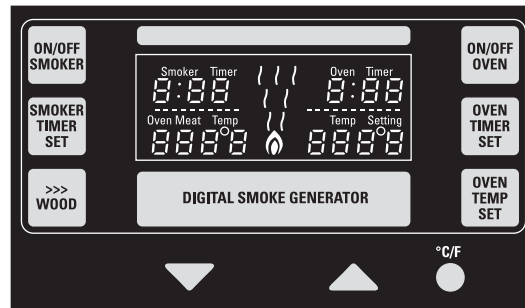 ON/OFF
SMOKER
SMOKER
TIMER
SET
>>>
WOOD
Smoker Timer
8:88
Oven Timer
8:88
Oven Meat Temp
888°8
Temp Setting
888°8
DIGITAL SMOKE GENERATOR
ON/OFF
OVEN
OVEN
TIMER
SET
OVEN
TEMP
SET
°C/F